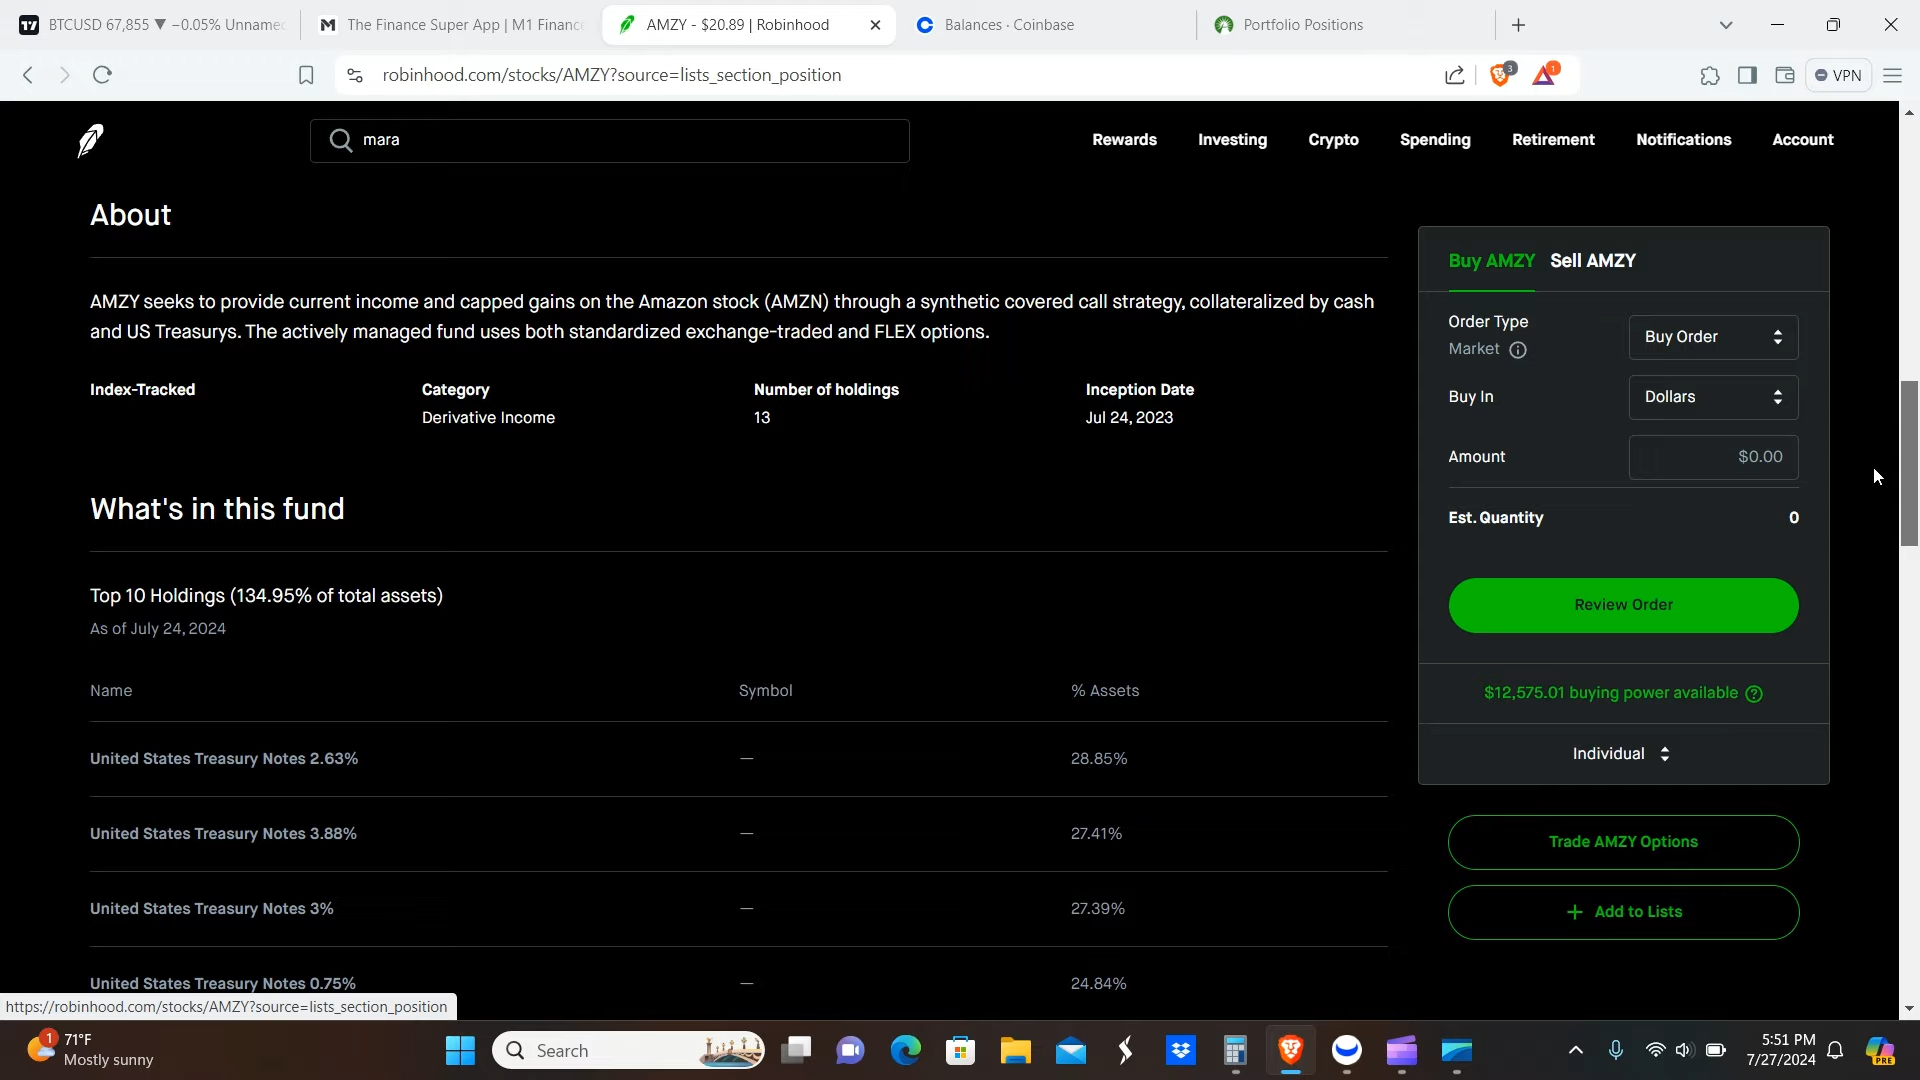 BTCUSD 67,855 ▼ −0.05% Unname
The Finance Super App | M1 Financ
AMZY - $20.89 | Robinhood
Balances · Coinbase
Portfolio Positions
robinhood.com/stocks/AMZY?source=lists_section_position
3
1
VPN
mara
Rewards
Investing
Crypto
Spending
Retirement
Notifications
Account
About
AMZY seeks to provide current income and capped gains on the Amazon stock (AMZN) through a synthetic covered call strategy, collateralized by cash
and US Treasurys. The actively managed fund uses both standardized exchange-traded and FLEX options.
Index-Tracked
Category
Derivative Income
Number of holdings
13
Inception Date
Jul 24, 2023
What's in this fund
Top 10 Holdings (134.95% of total assets)
As of July 24, 2024
Name Symbol % Assets
United States Treasury Notes 2.63% — 28.85%
United States Treasury Notes 3.88% — 27.41%
United States Treasury Notes 3% — 27.39%
United States Treasury Notes 0.75% — 24.84%
Buy AMZY Sell AMZY
Order Type
Market
Buy Order
Buy In Dollars
Amount $0.00
Est. Quantity 0
Review Order
$12,575.01 buying power available
Individual
Trade AMZY Options
+ Add to Lists
https://robinhood.com/stocks/AMZY?source=lists_section_position
1
71°F
Mostly sunny
Search
5:51 PM
7/27/2024
PRE